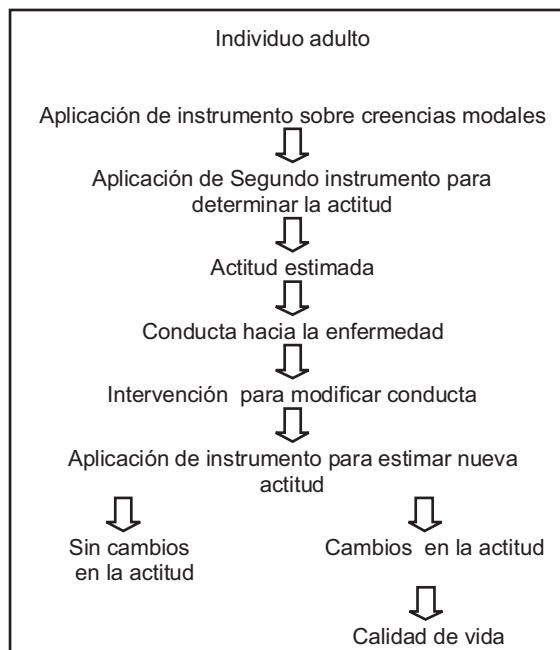 Individuo adulto
Aplicación de instrumento sobre creencias modales
Aplicación de Segundo instrumento para
determinar la actitud
Actitud estimada
Conducta hacia la enfermedad
Intervención para modificar conducta
Aplicación de instrumento para estimar nueva
actitud
Sin cambios
en la actitud
Cambios en la actitud
Calidad de vida